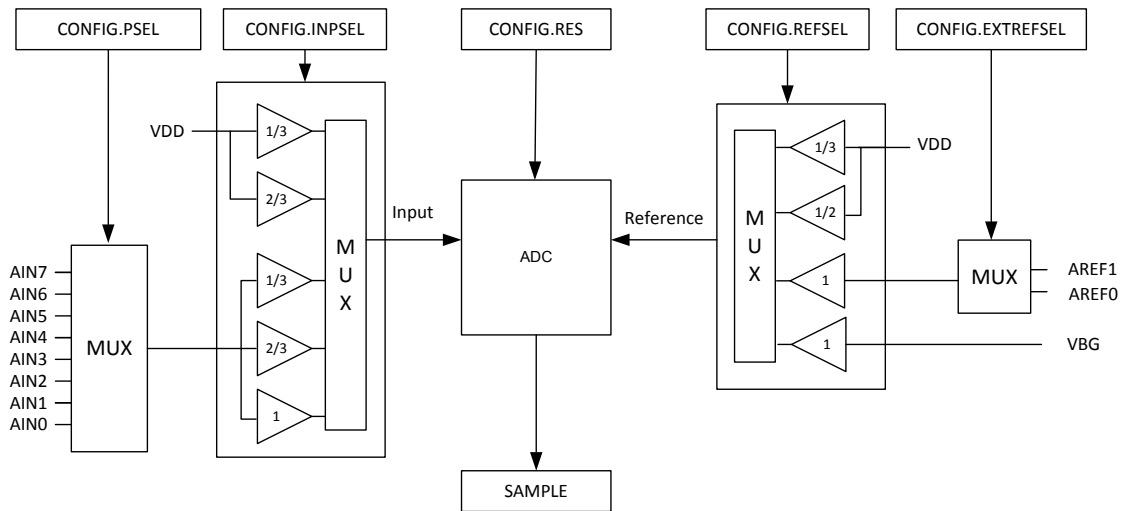 CONFIG.PSEL
CONFIG.INPSEL
CONFIG.RES
CONFIG.REFSEL
CONFIG.EXTREFSEL
VDD
1/3
2/3
1/3
2/3
1
MUX
Input
AIN7
AIN6
AIN5
AIN4
AIN3
AIN2
AIN1
AIN0
MUX
ADC
Reference
MUX
1/3
1/2
1
1
VDD
MUX
AREF1
AREF0
VBG
SAMPLE